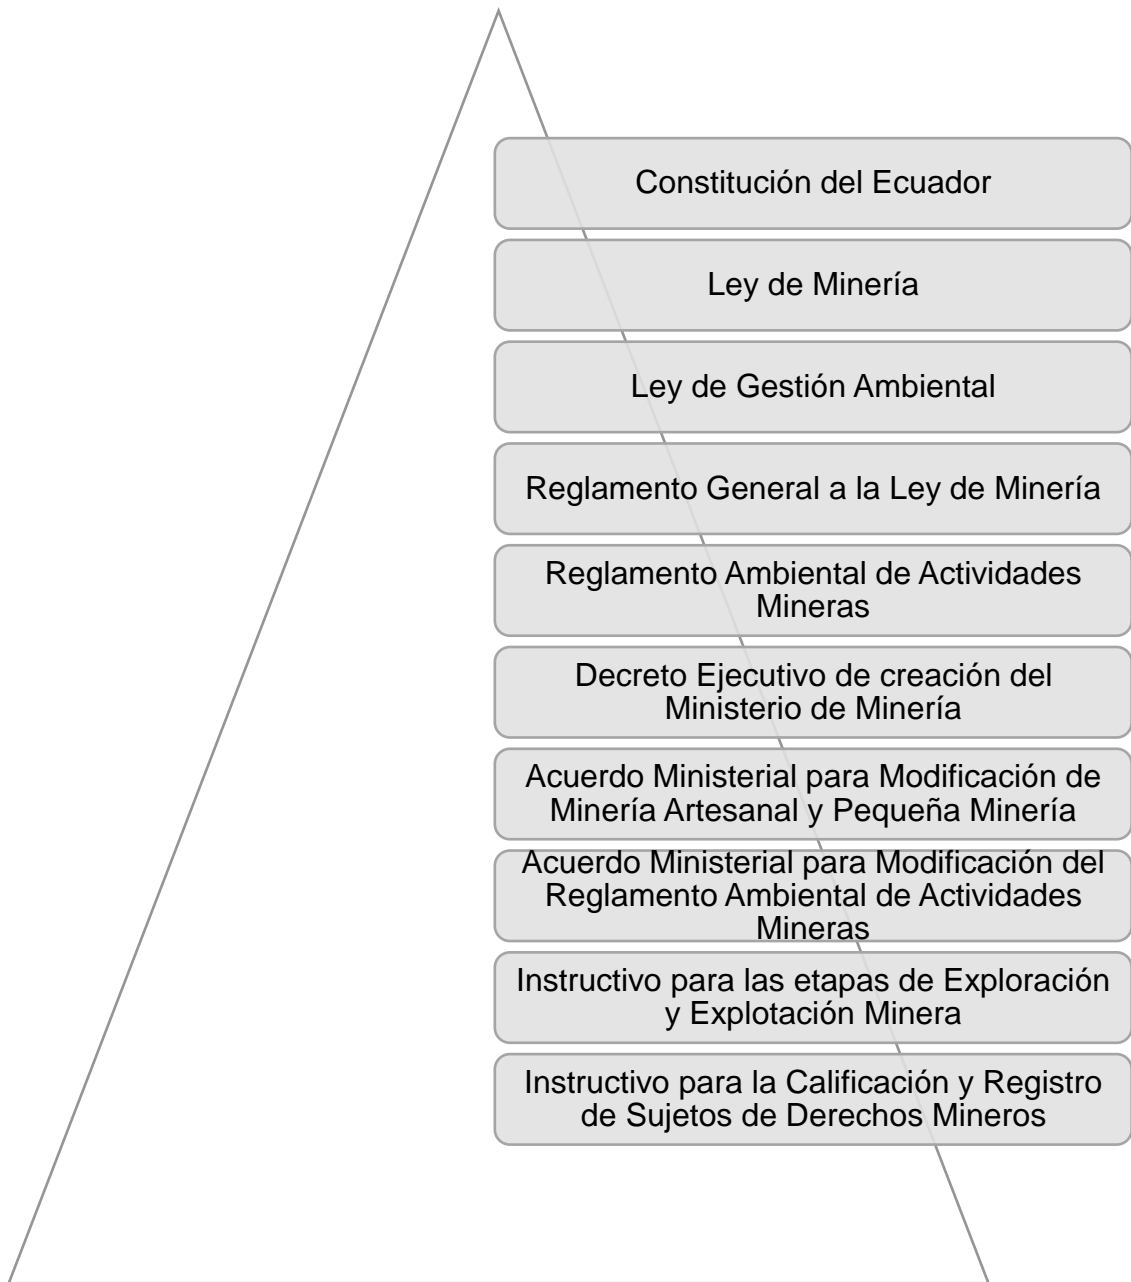 Constitución del Ecuador
Ley de Minería
Ley de Gestión Ambiental
Reglamento General a la Ley de Minería
Reglamento Ambiental de Actividades
Mineras
Decreto Ejecutivo de creación del
Ministerio de Minería
Acuerdo Ministerial para Modificación de
Minería Artesanal y Pequeña Minería
Acuerdo Ministerial para Modificación del
Reglamento Ambiental de Actividades
Mineras
Instructivo para las etapas de Exploración
y Explotación Minera
Instructivo para la Calificación y Registro
de Sujetos de Derechos Mineros